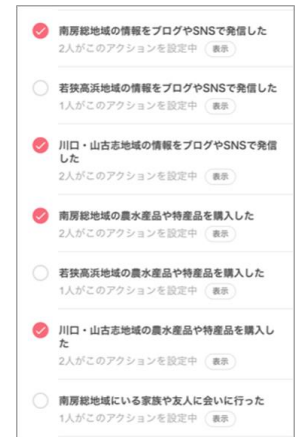 南房総地域の情報をブログやSNSで発信した
2人がこのアクションを設定中 表示
若狭高浜地域の情報をブログやSNSで発信した
1人がこのアクションを設定中 表示
川口・山古志地域の情報をブログやSNSで発信
した
2人がこのアクションを設定中 表示
南房総地域の農水産品や特産品を購入した
2人がこのアクションを設定中 表示
若狭高浜地域の農水産品や特産品を購入した
1人がこのアクションを設定中 表示
川口・山古志地域の農水産品や特産品を購入し
た
2人がこのアクションを設定中 表示
南房総地域にいる家族や友人に会いに行った
1人がこのアクションを設定中 表示